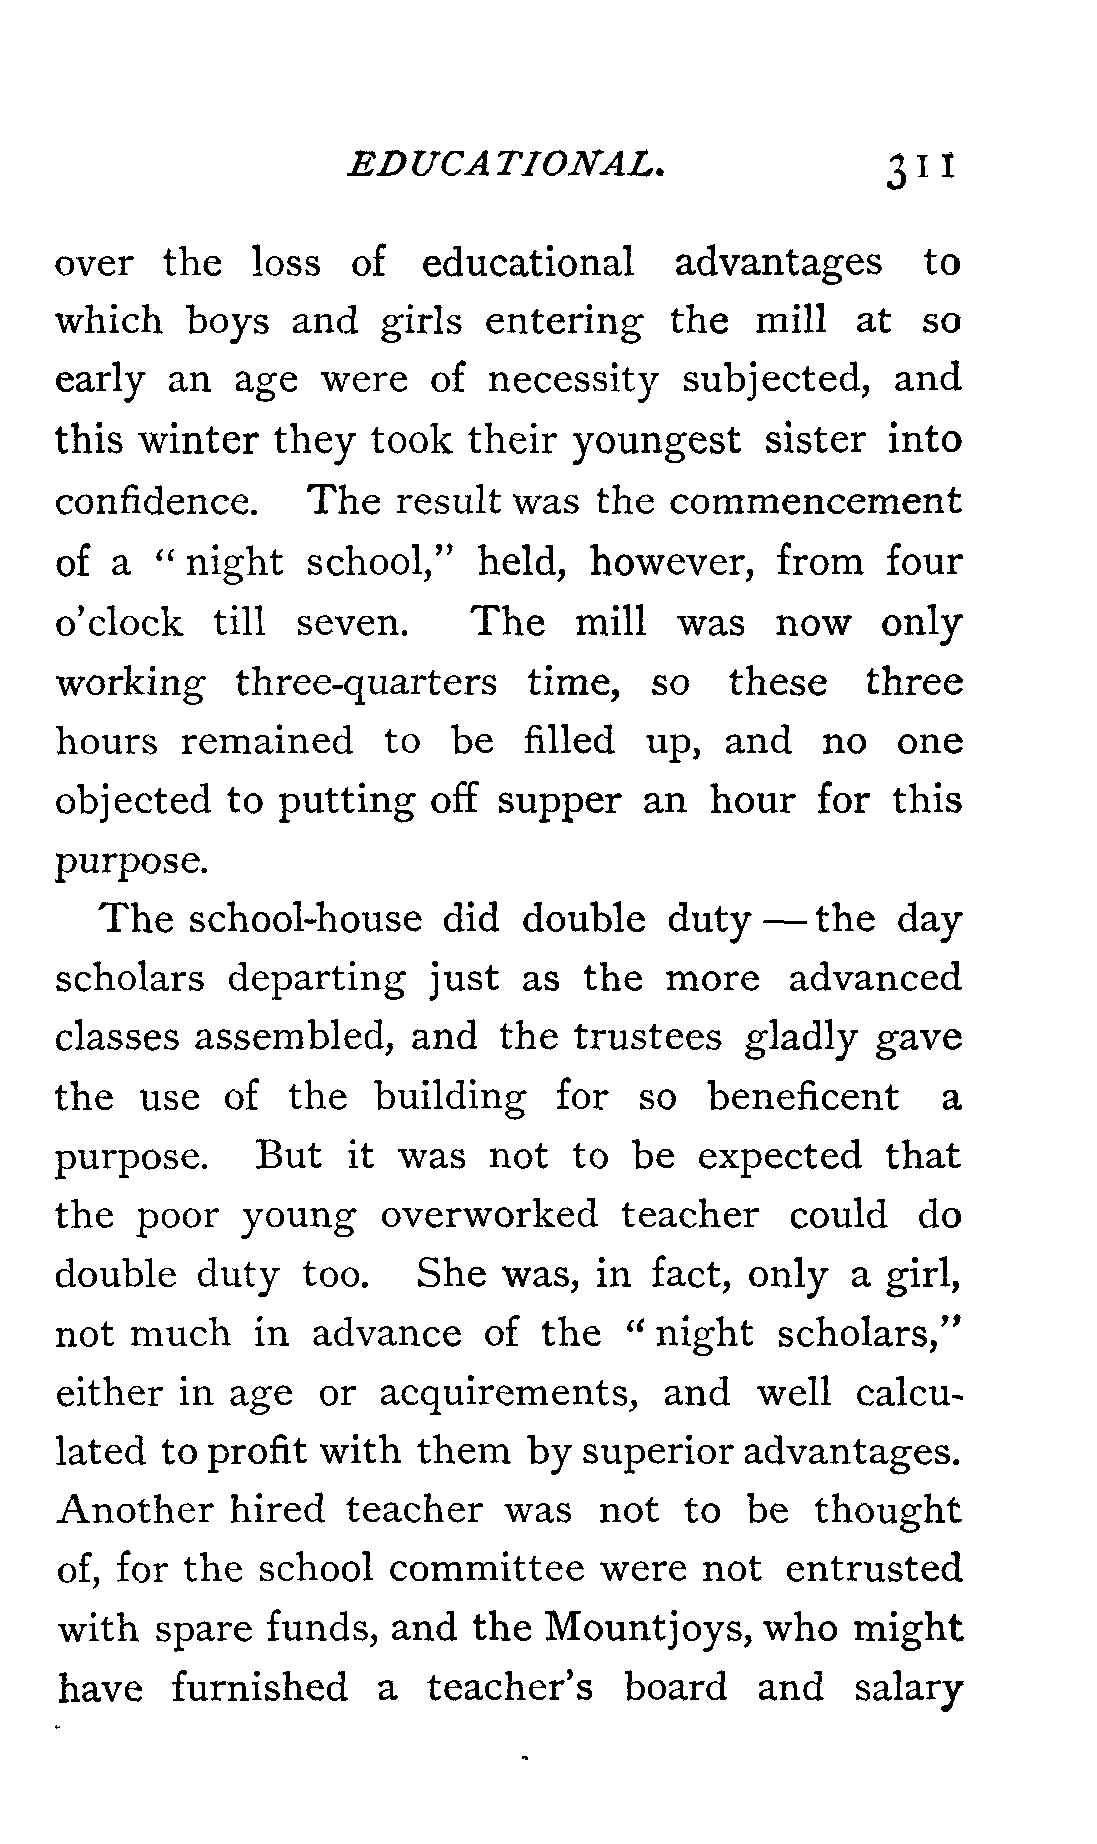 EDUCATIONAL. 311
over the loss of educational advantages to
which boys and girls entering the mill at so
early an age were of necessity subjected, and
this winter they took their youngest sister into
confidence. The result was the commencement
of a “ night school,” held, however, from four
o’clock till seven. The mill was now only
working three-quarters time, so these three
hours remained to be filled up, and no one
objected to putting off supper an hour for this
purpose.
The school-house did double duty — the day
scholars departing just as the more advanced
classes assembled, and the trustees gladly gave
the use of the building for so beneficent a
purpose. But it was not to be expected that
the poor young overworked teacher could do
double duty too. She was, in fact, only a girl,
not much in advance of the “ night scholars,”
either in age or acquirements, and well calcu-
lated to profit with them by superior advantages.
Another hired teacher was not to be thought
of, for the school committee were not entrusted
with spare funds, and the Mountjoys, who might
have furnished a teacher’s board and salary